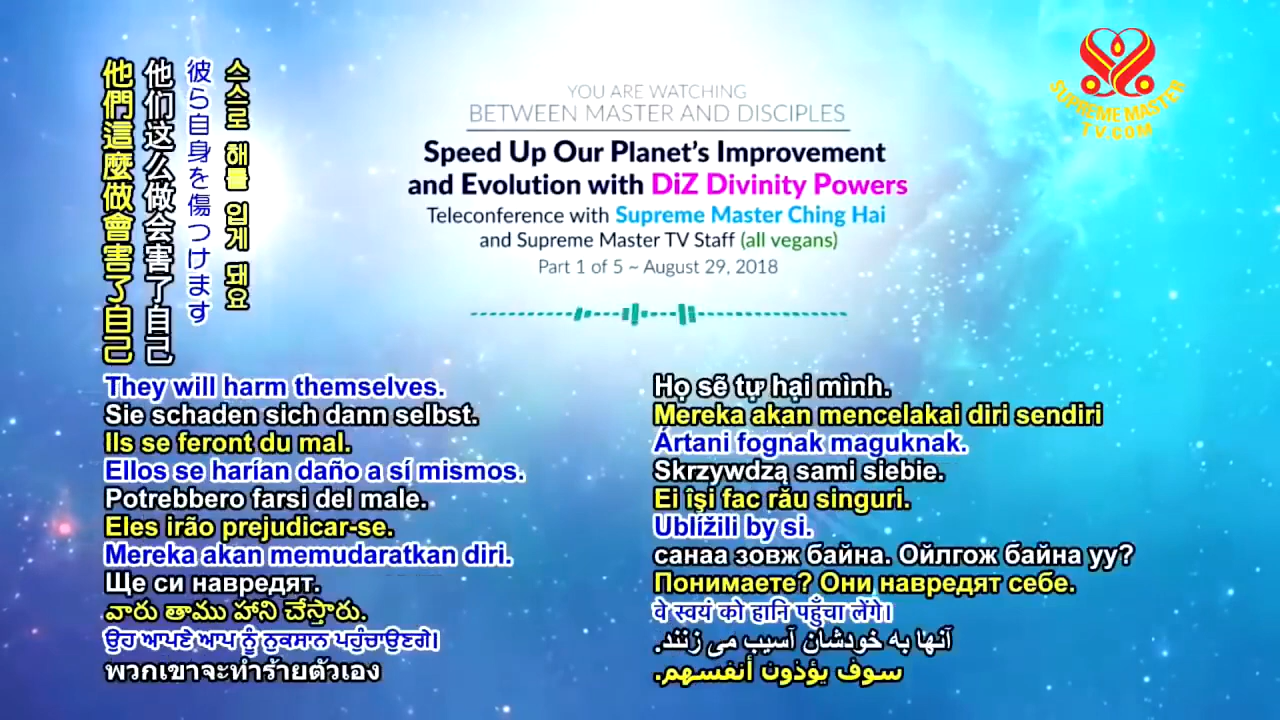 YOU ARE WATCHING
BETWEEN MASTER AND DISCIPLES
Speed Up Our Planet's Improvement
and Evolution with DiZ Divinity Powers
Teleconference with Supreme Master Ching Hai
and Supreme Master TV Staff (all vegans)
Part 1 of 5 ~ August 29, 2018
SUPREME MASTER
TV.COM
他們這麼做會害了自己
他们这么做会害了自己
彼ら自身を傷つけます
스스로 해를 입게 돼요
They will harm themselves.
Sie schaden sich dann selbst.
Ils se feront du mal.
Ellos se harían daño a sí mismos.
Potrebbero farsi del male.
Eles irão prejudicar-se.
Mereka akan memudaratkan diri.
Ще си навредят.
వారు తాము హాని చేస్తారు.
ਉਹ ਆਪਣੇ ਆਪ ਨੂੰ ਨੁਕਸਾਨ ਪਹੁੰਚਾਉਣਗੇ।
พวกเขาจะทำร้ายตัวเอง
Họ sẽ tự hại mình.
Mereka akan mencelakai diri sendiri
Ártani fognak maguknak.
Skrzywdzą sami siebie.
Ei îşi fac rău singuri.
Ublížili by si.
санаа зовж байна. Ойлгож байна уу?
Понимаете? Они навредят себе.
वे स्वयं को हानि पहुँचा लेंगे।
آنها به خودشان آسیب می زنند.
سوف يؤذون أنفسهم.